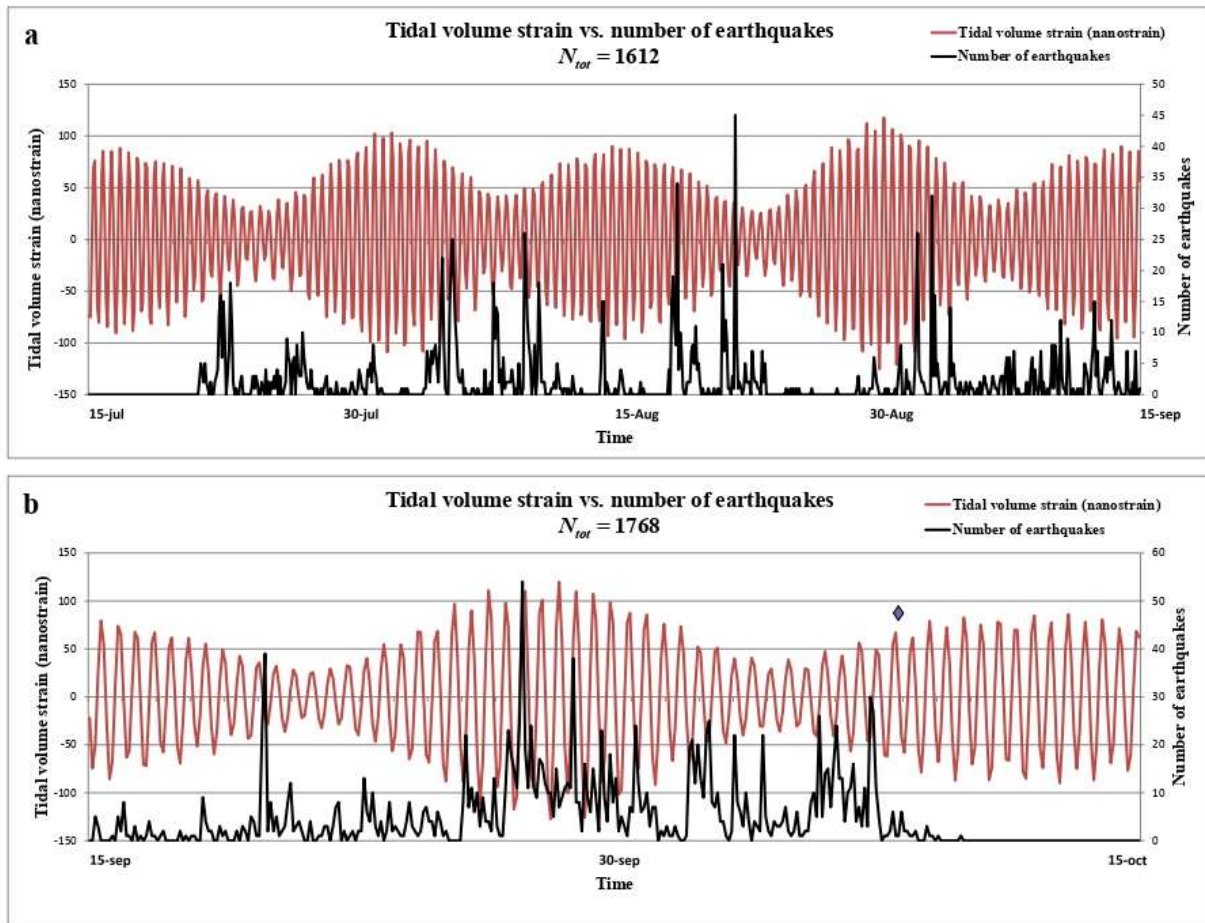 a
Tidal volume strain vs. number of earthquakes
N_tot = 1612
Tidal volume strain (nanostrain)
Number of earthquakes
Tidal volume strain (nanostrain)
150
100
50
0
-50
-100
-150
50
45
40
35
30
25
20
15
10
5
0
Number of earthquakes
15-jul
30-jul
15-Aug
30-Aug
15-sep
Time
b
Tidal volume strain vs. number of earthquakes
N_tot = 1768
Tidal volume strain (nanostrain)
Number of earthquakes
Tidal volume strain (nanostrain)
150
100
50
0
-50
-100
-150
60
50
40
30
20
10
0
Number of earthquakes
15-sep
30-sep
15-oct
Time